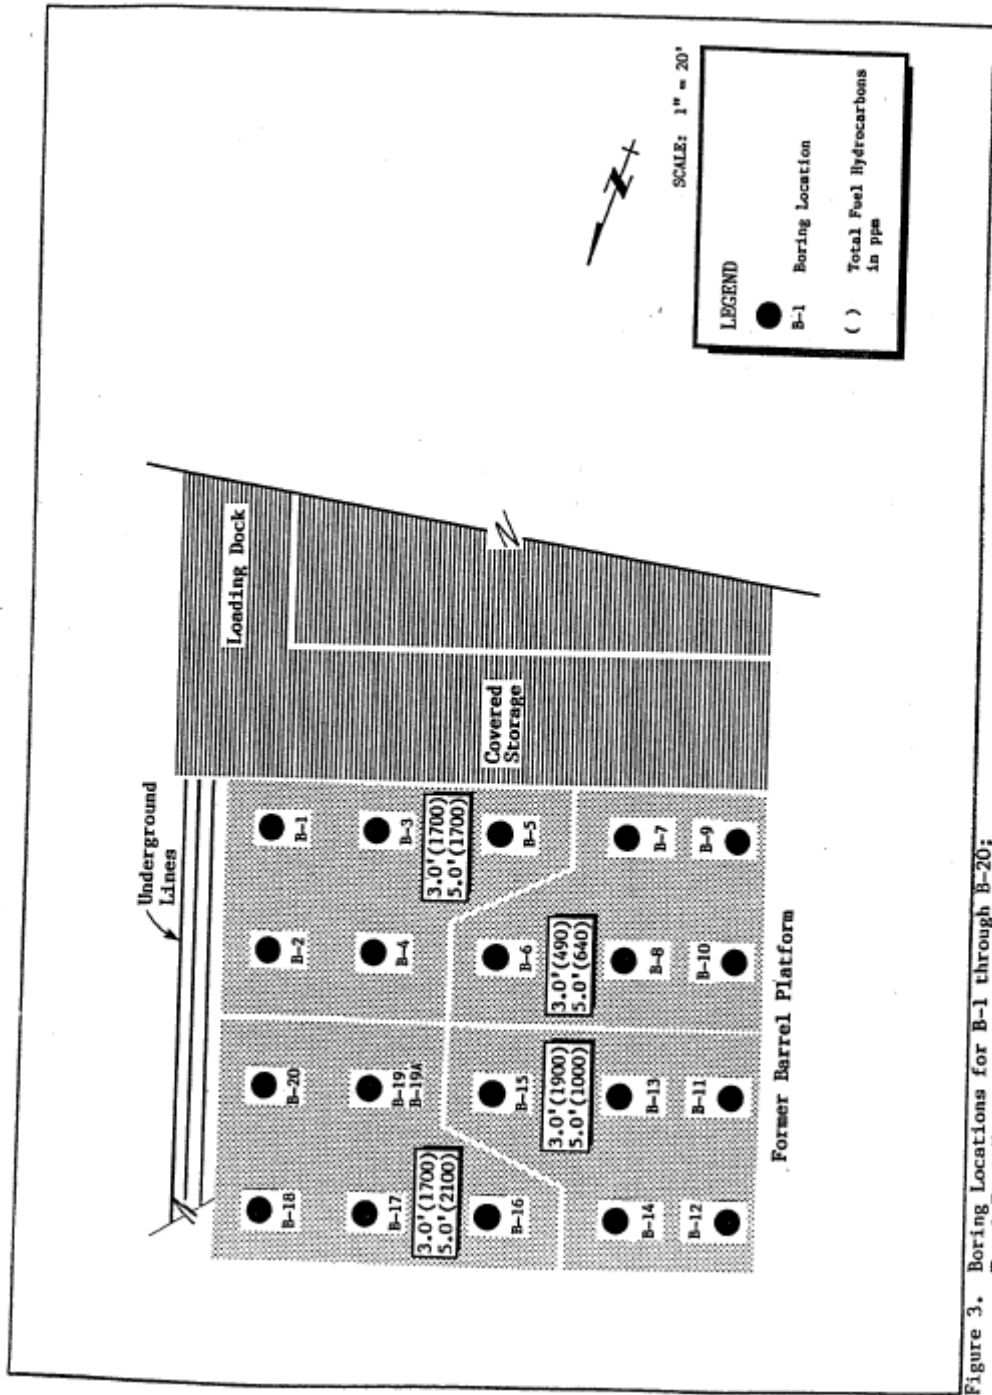 Underground
Lines
Loading Dock
Covered
Storage
B-18
B-20
B-2
B-1
B-17
B-19
B-19A
B-4
B-3
3.0'(1700)
5.0'(2100)
3.0'(1700)
5.0'(1700)
B-16
B-15
B-6
B-5
3.0'(1900)
5.0'(1000)
3.0'(490)
5.0'(640)
B-14
B-13
B-8
B-7
B-12
B-11
B-10
B-9
Former Barrel Platform
N
SCALE: 1" = 20'
LEGEND
B-1 Boring Location
( ) Total Fuel Hydrocarbons
in ppm
Figure 3. Boring Locations for B-1 through B-20;